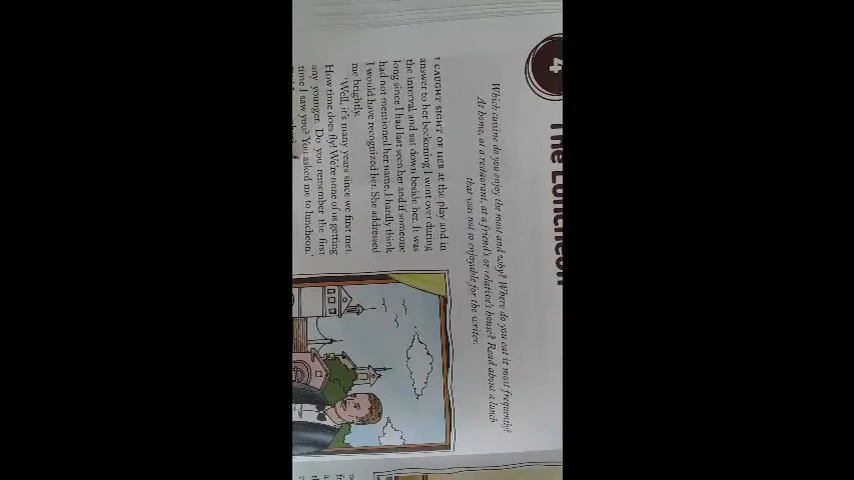 4
The Luncheon
Which cuisine do you enjoy the most and why? Where do you eat it most frequently?
At home, at a restaurant, at a friend's or relative's house? Read about a lunch
that was not so enjoyable for the writer.
I CAUGHT SIGHT OF HER at the play and in
answer to her beckoning I went over during
the interval and sat down beside her. It was
long since I had last seen her and if someone
had not mentioned her name, I hardly think
I would have recognized her. She addressed
me brightly.
'Well, it's many years since we first met.
How time does fly! We're none of us getting
any younger. Do you remember the first
time I saw you? You asked me to luncheon.'